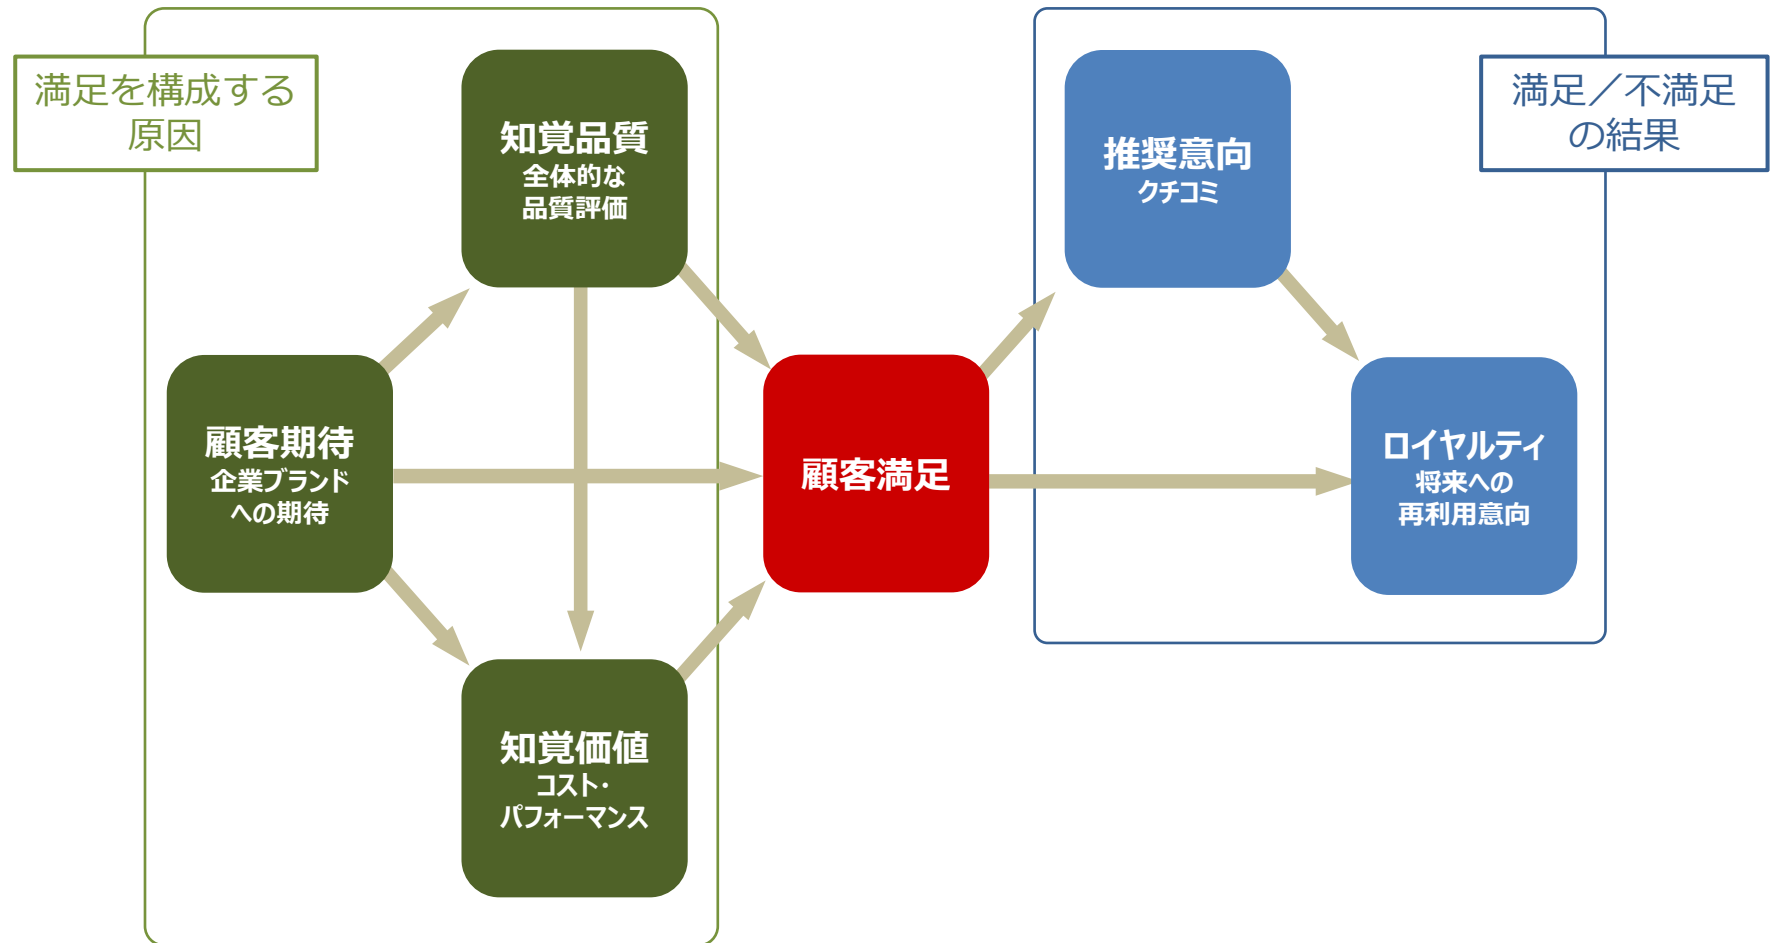 満足を構成する
原因
知覚品質
全体的な
品質評価
顧客期待
企業ブランド
への期待
知覚価値
コスト・
パフォーマンス
顧客満足
推奨意向
クチコミ
ロイヤルティ
将来への
再利用意向
満足／不満足
の結果